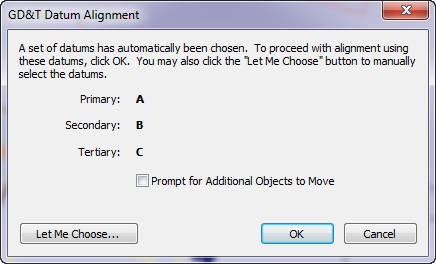 GD&T Datum Alignment
A set of datums has automatically been chosen.  To proceed with alignment using
these datums, click OK.  You may also click the "Let Me Choose" button to manually
select the datums.
Primary: A
Secondary: B
Tertiary: C
Prompt for Additional Objects to Move
Let Me Choose... OK Cancel